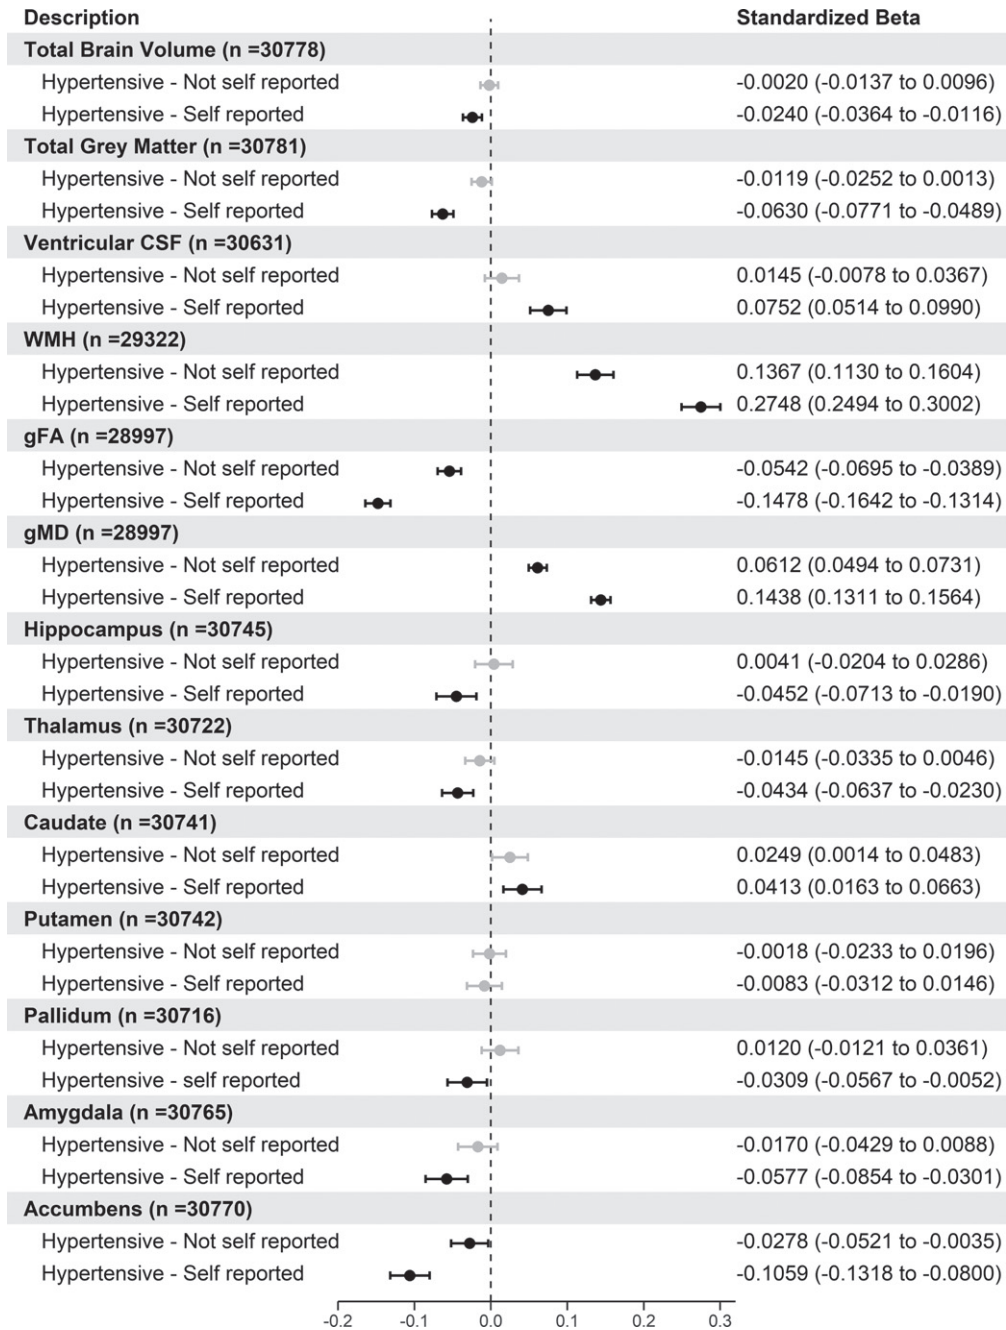 Description Standardized Beta
Total Brain Volume (n =30778)
Hypertensive - Not self reported -0.0020 (-0.0137 to 0.0096)
Hypertensive - Self reported -0.0240 (-0.0364 to -0.0116)
Total Grey Matter (n =30781)
Hypertensive - Not self reported -0.0119 (-0.0252 to 0.0013)
Hypertensive - Self reported -0.0630 (-0.0771 to -0.0489)
Ventricular CSF (n =30631)
Hypertensive - Not self reported 0.0145 (-0.0078 to 0.0367)
Hypertensive - Self reported 0.0752 (0.0514 to 0.0990)
WMH (n =29322)
Hypertensive - Not self reported 0.1367 (0.1130 to 0.1604)
Hypertensive - Self reported 0.2748 (0.2494 to 0.3002)
gFA (n =28997)
Hypertensive - Not self reported -0.0542 (-0.0695 to -0.0389)
Hypertensive - Self reported -0.1478 (-0.1642 to -0.1314)
gMD (n =28997)
Hypertensive - Not self reported 0.0612 (0.0494 to 0.0731)
Hypertensive - Self reported 0.1438 (0.1311 to 0.1564)
Hippocampus (n =30745)
Hypertensive - Not self reported 0.0041 (-0.0204 to 0.0286)
Hypertensive - Self reported -0.0452 (-0.0713 to -0.0190)
Thalamus (n =30722)
Hypertensive - Not self reported -0.0145 (-0.0335 to 0.0046)
Hypertensive - Self reported -0.0434 (-0.0637 to -0.0230)
Caudate (n =30741)
Hypertensive - Not self reported 0.0249 (0.0014 to 0.0483)
Hypertensive - Self reported 0.0413 (0.0163 to 0.0663)
Putamen (n =30742)
Hypertensive - Not self reported -0.0018 (-0.0233 to 0.0196)
Hypertensive - Self reported -0.0083 (-0.0312 to 0.0146)
Pallidum (n =30716)
Hypertensive - Not self reported 0.0120 (-0.0121 to 0.0361)
Hypertensive - self reported -0.0309 (-0.0567 to -0.0052)
Amygdala (n =30765)
Hypertensive - Not self reported -0.0170 (-0.0429 to 0.0088)
Hypertensive - Self reported -0.0577 (-0.0854 to -0.0301)
Accumbens (n =30770)
Hypertensive - Not self reported -0.0278 (-0.0521 to -0.0035)
Hypertensive - Self reported -0.1059 (-0.1318 to -0.0800)
-0.2 -0.1 0.0 0.1 0.2 0.3